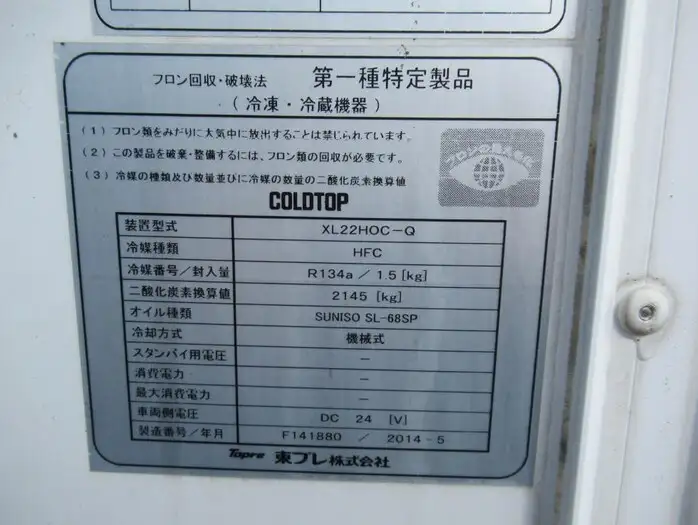 フロン回収・破壊法 第一種特定製品
(冷凍・冷蔵機器)
(1) フロン類をみだりに大気中に放出することは禁じられています。
(2) この製品を破棄・整備するには、フロン類の回収が必要です。
(3) 冷媒の種類及び数量並びに冷媒の数量の二酸化炭素換算値
フロンの見える化
COLDTOP
装置型式 XL22HOC-Q
冷媒種類 HFC
冷媒番号/封入量 R134a / 1.5 [kg]
二酸化炭素換算値 2145 [kg]
オイル種類 SUNISO SL-68SP
冷却方式 機械式
スタンバイ用電圧 -
消費電力 -
最大消費電力 -
車両側電圧 DC 24 [V]
製造番号/年月 F141880 / 2014-5
Topre 東プレ株式会社